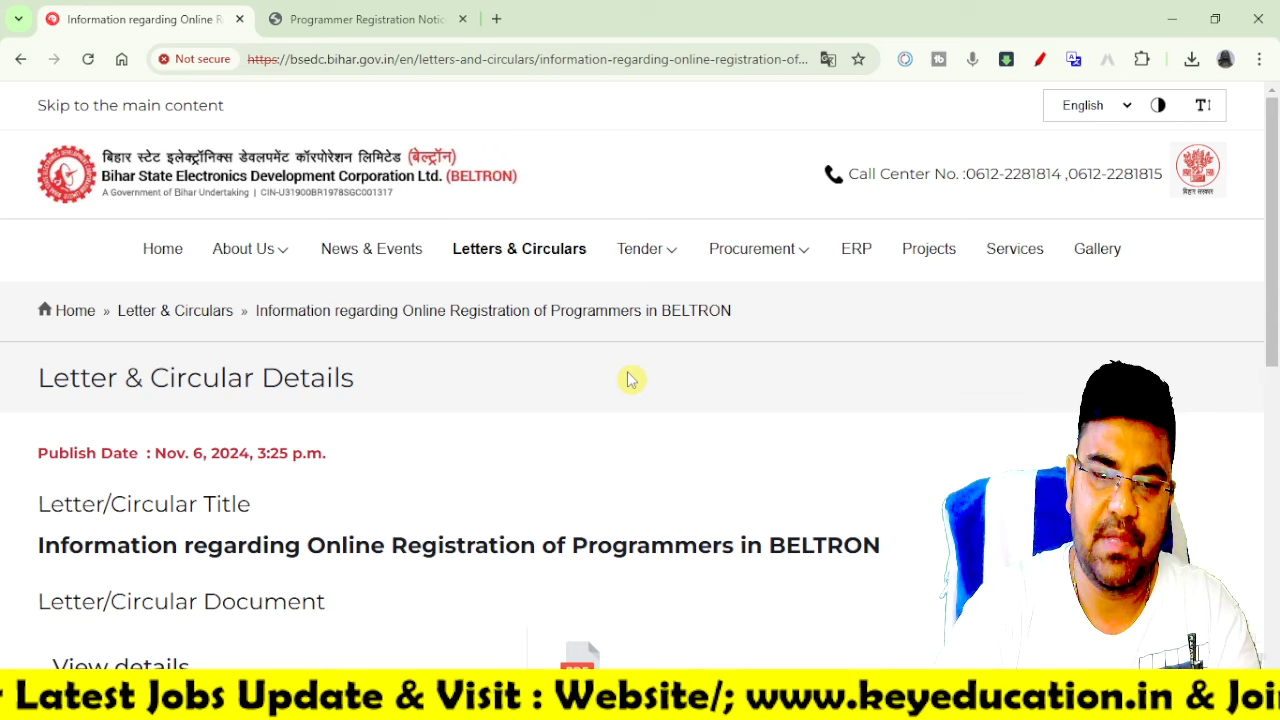 Information regarding Online R
Programmer Registration Notic
Not secure
https://bsedc.bihar.gov.in/en/letters-and-circulars/information-regarding-online-registration-of...
Skip to the main content
English
T
बिहार स्टेट इलेक्ट्रॉनिक्स डेवलपमेंट कॉरपोरेशन लिमिटेड (बेल्ट्रॉन)
Bihar State Electronics Development Corporation Ltd. (BELTRON)
A Government of Bihar Undertaking | CIN-U31900BR1978SGC001317
Call Center No. :0612-2281814 ,0612-2281815
बिहार सरकार
Home About Us News & Events Letters & Circulars Tender Procurement ERP Projects Services Gallery
Home » Letter & Circulars » Information regarding Online Registration of Programmers in BELTRON
Letter & Circular Details
Publish Date : Nov. 6, 2024, 3:25 p.m.
Letter/Circular Title
Information regarding Online Registration of Programmers in BELTRON
Letter/Circular Document
View details
PDF
r Latest Jobs Update & Visit : Website/; www.keyeducation.in & Joi